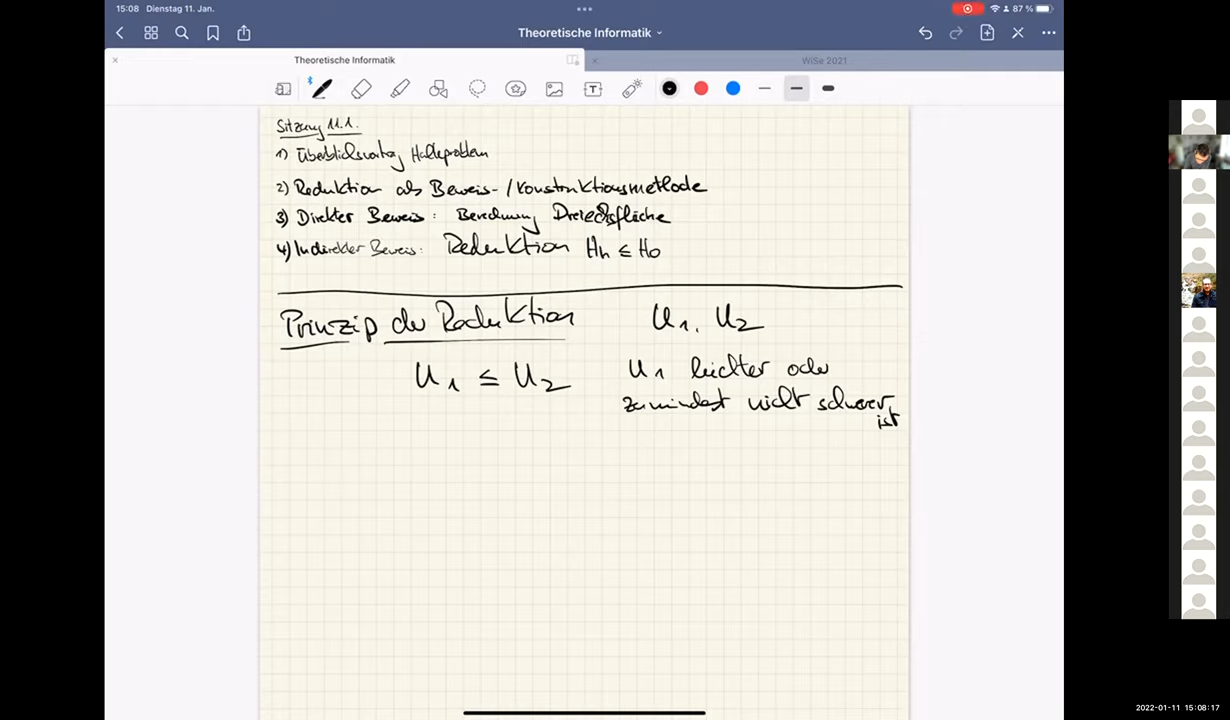 15:08 Dienstag 11. Jan.
87 %
Theoretische Informatik
Theoretische Informatik
WiSe 2021
Sitzung 11.1.
1) Überblicksvortrag Halteproblem
2) Reduktion als Beweis-/Konstruktionsmethode
3) Direkter Beweis: Berechnung Dreiecksfläche
4) Indirekter Beweis: Reduktion Hh ≤ H0
Prinzip der Reduktion U1, U2
U1 ≤ U2 U1 leichter oder
zumindest nicht schwerer
ist
2022-01-11 15:08:17